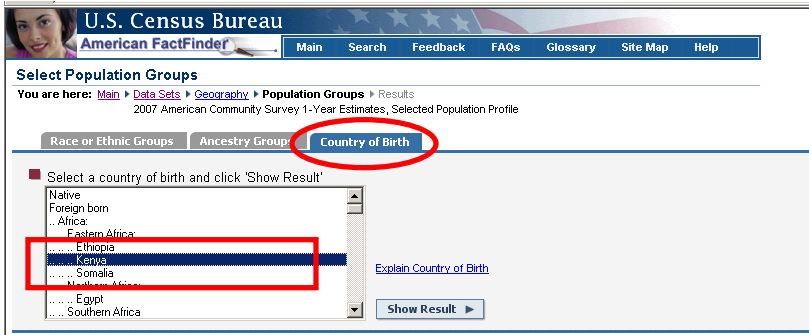 U.S. Census Bureau
American FactFinder
Main Search Feedback FAQs Glossary Site Map Help
Select Population Groups
You are here: Main ▶ Data Sets ▶ Geography ▶ Population Groups ▶ Results
2007 American Community Survey 1-Year Estimates, Selected Population Profile
Race or Ethnic Groups Ancestry Groups Country of Birth
Select a country of birth and click 'Show Result'
Native
Foreign born
.. Africa:
.. .. Eastern Africa:
.. .. .. Ethiopia
.. .. .. Kenya
.. .. .. Somalia
.. .. Northern Africa:
.. .. .. Egypt
.. .. Southern Africa
Explain Country of Birth
Show Result ▶